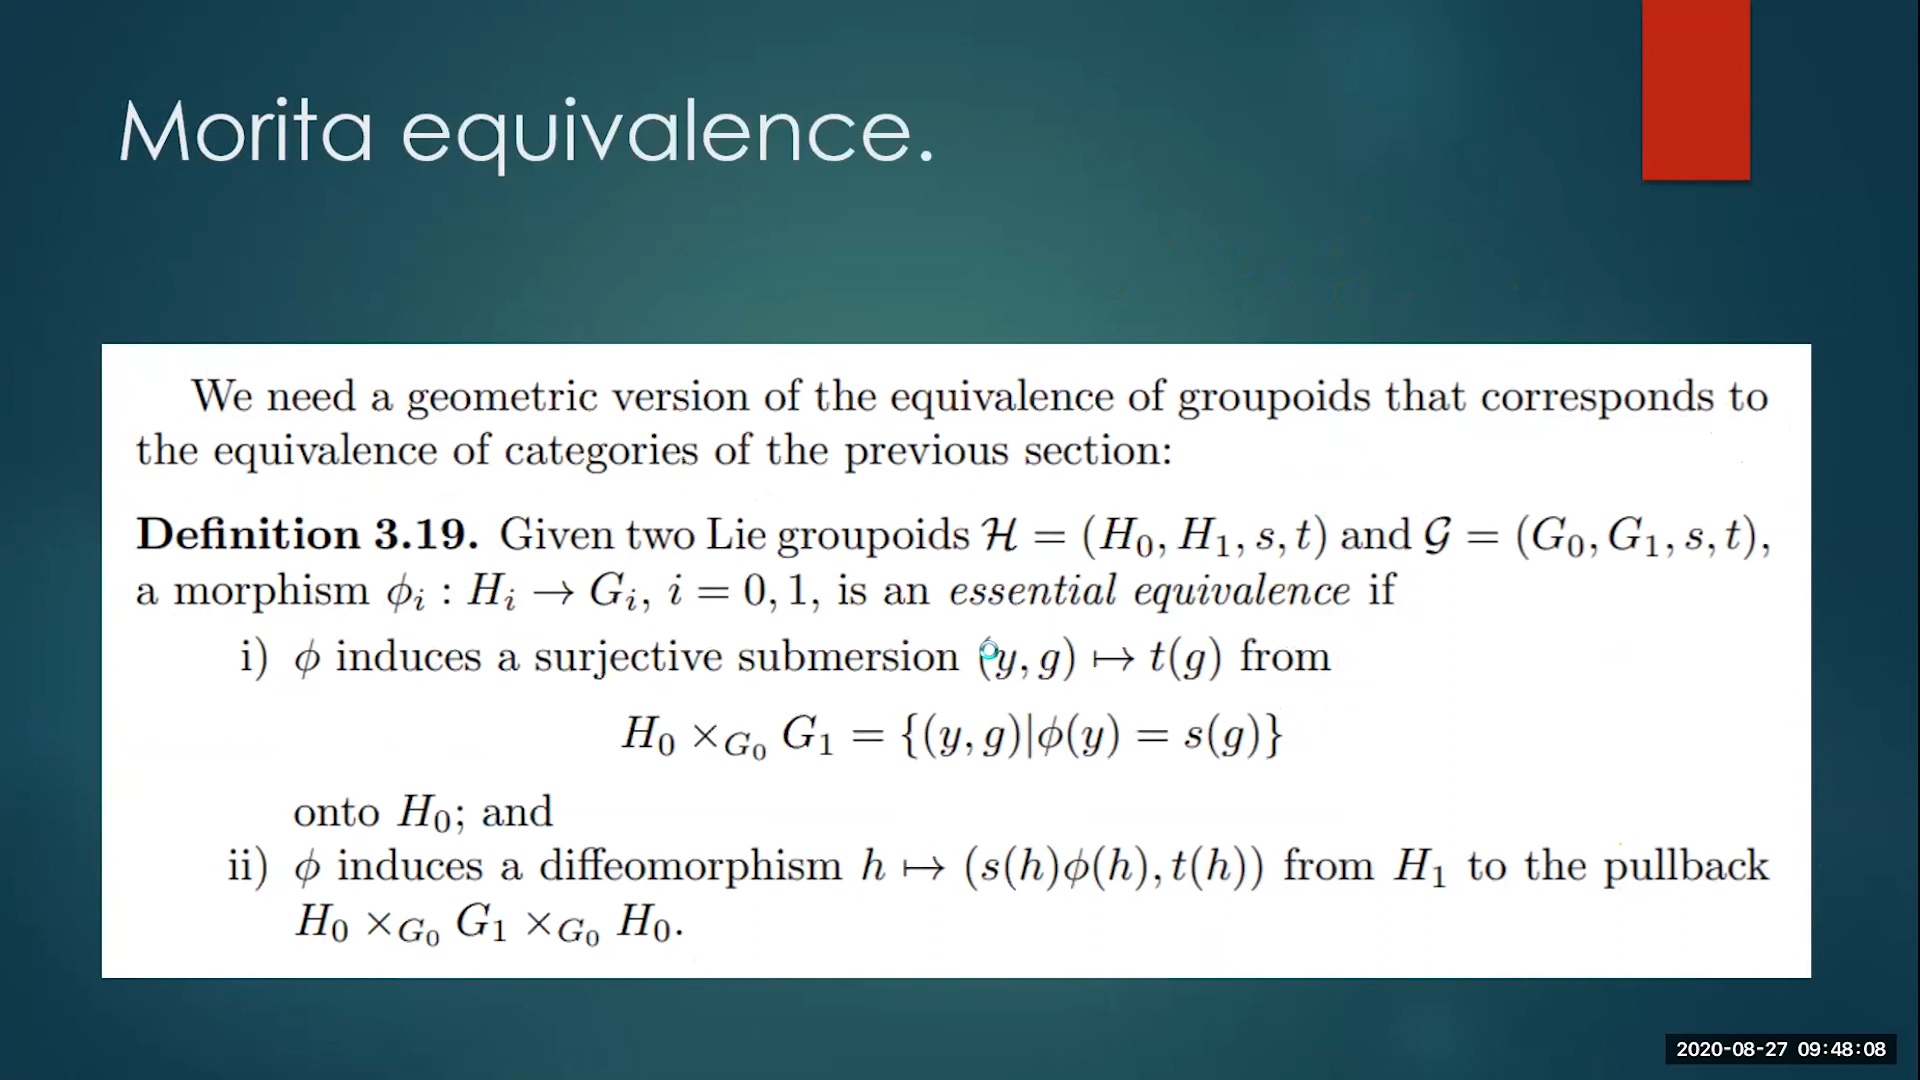 Morita equivalence.
We need a geometric version of the equivalence of groupoids that corresponds to
the equivalence of categories of the previous section:
Definition 3.19. Given two Lie groupoids ℋ = (H₀, H₁, s, t) and 𝒢 = (G₀, G₁, s, t),
a morphism ϕᵢ : Hᵢ → Gᵢ, i = 0, 1, is an essential equivalence if
i) ϕ induces a surjective submersion (y, g) ↦ t(g) from
H₀ ×_{G₀} G₁ = {(y, g)|ϕ(y) = s(g)}
onto H₀; and
ii) ϕ induces a diffeomorphism h ↦ (s(h)ϕ(h), t(h)) from H₁ to the pullback
H₀ ×_{G₀} G₁ ×_{G₀} H₀.
2020-08-27 09:48:08